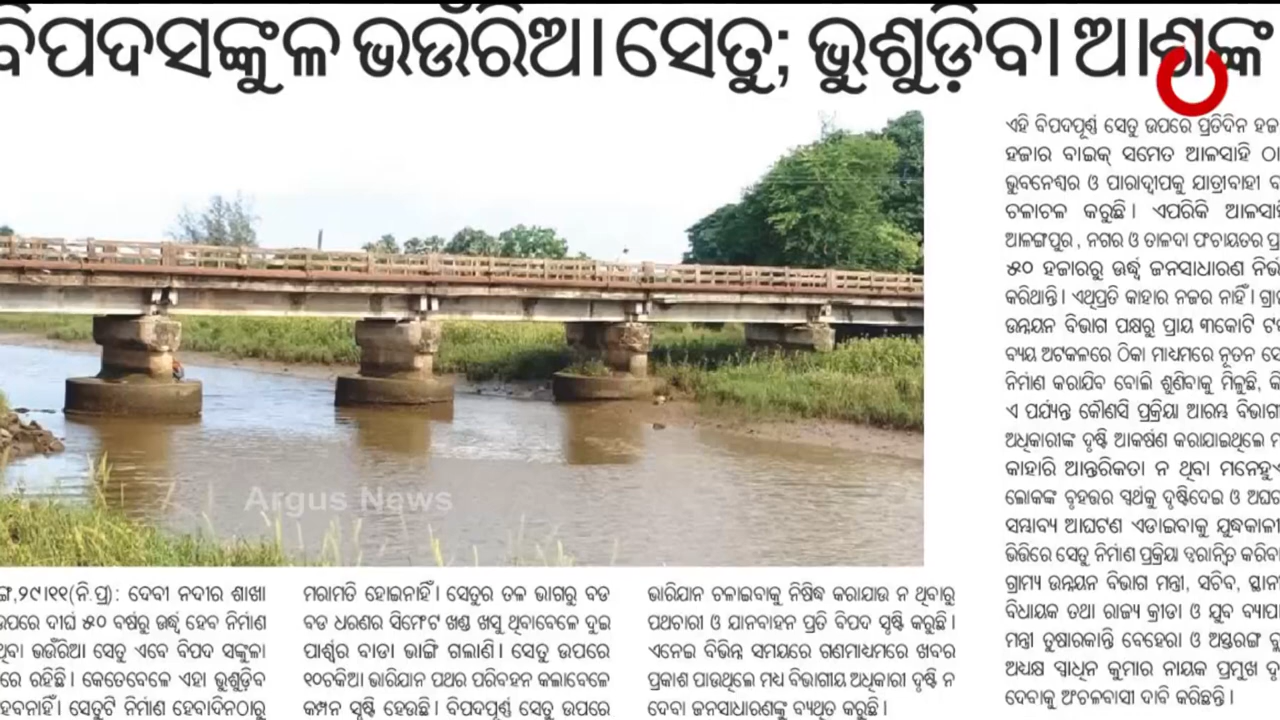 ବିପଦସଙ୍କୁଳ ଭଉଁରିଆ ସେତୁ; ଭୁଶୁଡ଼ିବା ଆଶଙ୍କ
Argus News
୨୯।୧୧(ନି.ପ୍ର): ଦେବୀ ନଦୀର ଶାଖା
ଉପରେ ଦୀର୍ଘ ୫୦ ବର୍ଷରୁ ଉର୍ଦ୍ଧ୍ୱ ହେବ ନିର୍ମାଣ
ଥିବା ଭଉଁରିଆ ସେତୁ ଏବେ ବିପଦ ସଙ୍କୁଳା
ରେ ରହିଛି। କେତେବେଳେ ଏହା ଭୁଶୁଡ଼ିବ
ହବନାହିଁ। ସେତୁଟି ନିର୍ମାଣ ହେବାଦିନଠାରୁ
ମରାମତି ହୋଇନାହିଁ। ସେତୁର ତଳ ଭାଗରୁ ବଡ
ବଡ ଧରଣର ସିମେଣ୍ଟ ଖଣ୍ଡ ଖସୁ ଥିବାବେଳେ ଦୁଇ
ପାର୍ଶ୍ୱର ବାଡା ଭାଙ୍ଗି ଗଲାଣି। ସେତୁ ଉପରେ
୧୦ଚକିଆ ଭାରିଯାନ ପଥର ପରିବହନ କଲାବେଳେ
କମ୍ପନ ସୃଷ୍ଟି ହେଉଛି। ବିପଦପୂର୍ଣ୍ଣ ସେତୁ ଉପରେ
ଭାରିଯାନ ଚଳାଇବାକୁ ନିଷିଦ୍ଧ କରାଯାଉ ନ ଥିବାରୁ
ପଥଚାରୀ ଓ ଯାନବାହନ ପ୍ରତି ବିପଦ ସୃଷ୍ଟି କରୁଛି।
ଏନେଇ ବିଭିନ୍ନ ସମୟରେ ଗଣମାଧ୍ୟମରେ ଖବର
ପ୍ରକାଶ ପାଉଥିଲେ ମଧ୍ୟ ବିଭାଗୀୟ ଅଧିକାରୀ ଦୃଷ୍ଟି ନ
ଦେବା ଜନସାଧାରଣଙ୍କୁ ବ୍ୟଥିତ କରୁଛି।
ଏହି ବିପଦପୂର୍ଣ୍ଣ ସେତୁ ଉପରେ ପ୍ରତିଦିନ ହଜା
ହଜାର ବାଇକ୍ ସମେତ ଆଳସାହି ଠା
ଭୁବନେଶ୍ୱର ଓ ପାରାଦ୍ୱୀପକୁ ଯାତ୍ରୀବାହୀ ବ
ଚଳାଚଳ କରୁଛି। ଏପରିକି ଆଳସାହି
ଆଳଙ୍ଗପୁର, ନଗର ଓ ତାଳଦା ପଂଚାୟତର ପ୍ରା
୫୦ ହଜାରରୁ ଉର୍ଦ୍ଧ୍ୱ ଜନସାଧାରଣ ନିର୍ଭ
କରିଥାନ୍ତି। ଏଥିପ୍ରତି କାହାର ନଜର ନାହିଁ। ଗ୍ରା
ଉନ୍ନୟନ ବିଭାଗ ପକ୍ଷରୁ ପ୍ରାୟ ୩କୋଟି ଟ
ବ୍ୟୟ ଅଟକଳରେ ଠିକା ମାଧ୍ୟମରେ ନୂତନ ସେ
ନିର୍ମାଣ କରାଯିବ ବୋଲି ଶୁଣିବାକୁ ମିଳୁଛି, କି
ଏ ପର୍ଯ୍ୟନ୍ତ କୌଣସି ପ୍ରକ୍ରିୟା ଆରମ୍ଭ ବିଭାଗୀ
ଅଧିକାରୀଙ୍କ ଦୃଷ୍ଟି ଆକର୍ଷଣ କରାଯାଇଥିଲେ ମ
କାହାରି ଆନ୍ତରିକତା ନ ଥିବା ମନେହୁଏ
ଲୋକଙ୍କ ବୃହତ୍ତର ସ୍ୱାର୍ଥକୁ ଦୃଷ୍ଟିଦେଇ ଓ ଅଘଟ
ସମ୍ଭାବ୍ୟ ଆଘଟଣ ଏଡାଇବାକୁ ଯୁଦ୍ଧକାଳୀ
ଭିତ୍ତିରେ ସେତୁ ନିର୍ମାଣ ପ୍ରକ୍ରିୟା ତ୍ୱରାନ୍ୱିତ କରିବା
ଗ୍ରାମ୍ୟ ଉନ୍ନୟନ ବିଭାଗ ମନ୍ତ୍ରୀ, ସଚିବ, ସ୍ଥାନୀ
ବିଧାୟକ ତଥା ରାଜ୍ୟ କ୍ରୀଡା ଓ ଯୁବ ବ୍ୟାପା
ମନ୍ତ୍ରୀ ତୁଷାରକାନ୍ତି ବେହେରା ଓ ଅସ୍ତରଙ୍ଗ ବ୍ଲ
ଅଧ୍ୟକ୍ଷ ସ୍ୱାଧିନ କୁମାର ନାୟକ ପ୍ରମୁଖ ଦୃ
ଦେବାକୁ ଅଂଚଳବାସୀ ଦାବି କରିଛନ୍ତି।